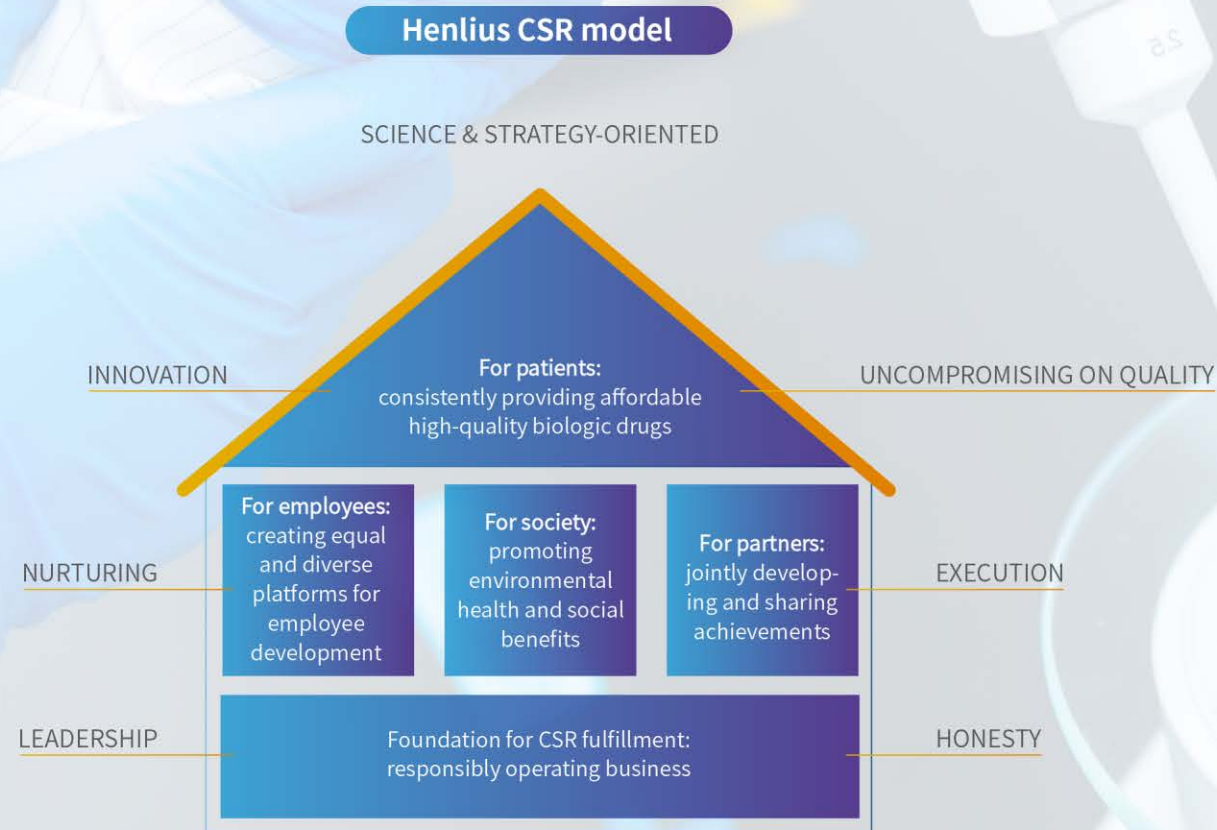 Henlius CSR model
SCIENCE & STRATEGY-ORIENTED
INNOVATION
For patients:
consistently providing affordable
high-quality biologic drugs
UNCOMPROMISING ON QUALITY
NURTURING
For employees:
creating equal
and diverse
platforms for
employee
development
For society:
promoting
environmental
health and social
benefits
For partners:
jointly develop-
ing and sharing
achievements
EXECUTION
LEADERSHIP
Foundation for CSR fulfillment:
responsibly operating business
HONESTY